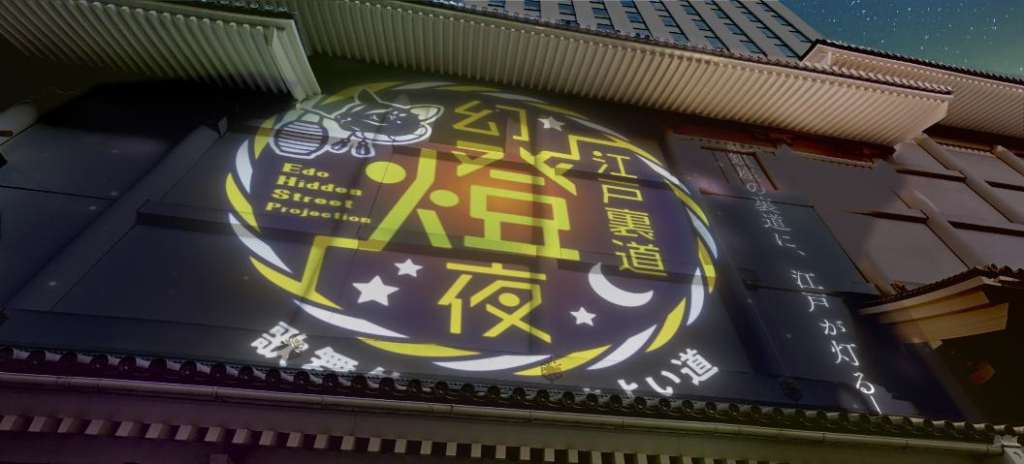 幻
燈
夜
江戸裏道
Edo
Hidden
Street
Projection
歌舞
よい道
の裏道に、江戸が灯る